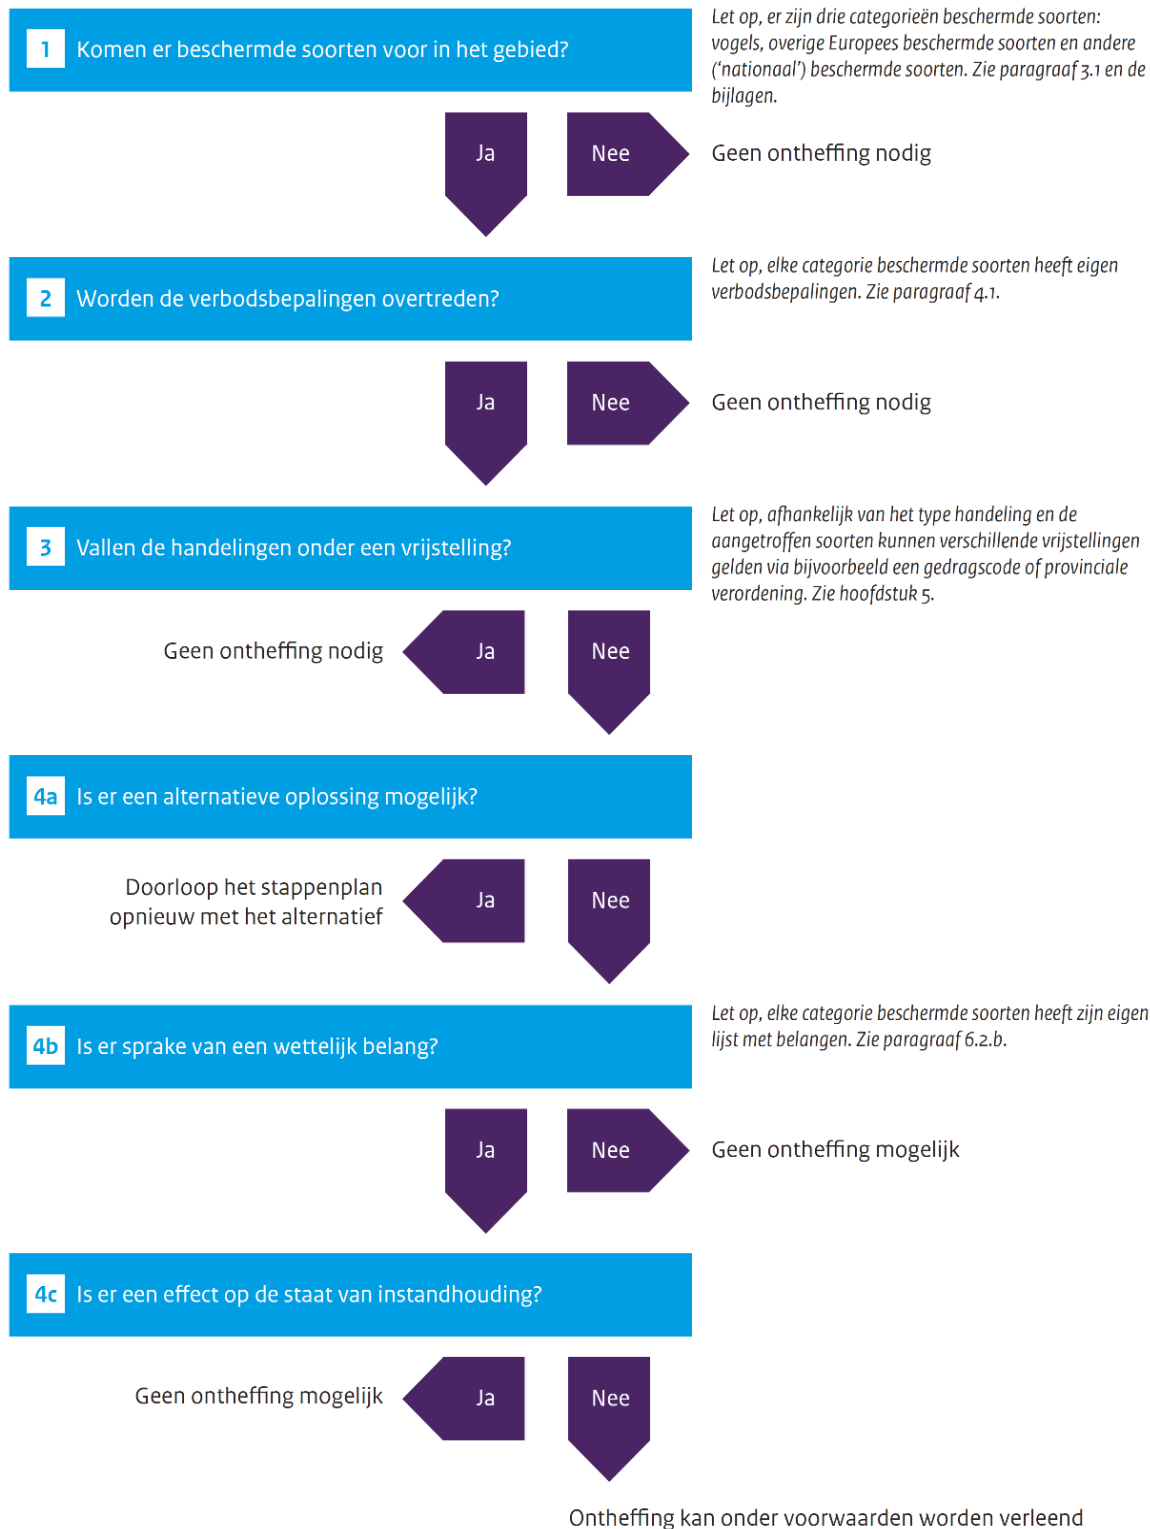 1 Komen er beschermde soorten voor in het gebied?
Let op, er zijn drie categorieën beschermde soorten:
vogels, overige Europees beschermde soorten en andere
(‘nationaal’) beschermde soorten. Zie paragraaf 3.1 en de
bijlagen.
Ja
Nee
Geen ontheffing nodig
2 Worden de verbodsbepalingen overtreden?
Let op, elke categorie beschermde soorten heeft eigen
verbodsbepalingen. Zie paragraaf 4.1.
Ja
Nee
Geen ontheffing nodig
3 Vallen de handelingen onder een vrijstelling?
Let op, afhankelijk van het type handeling en de
aangetroffen soorten kunnen verschillende vrijstellingen
gelden via bijvoorbeeld een gedragscode of provinciale
verordening. Zie hoofdstuk 5.
Geen ontheffing nodig
Ja
Nee
4a Is er een alternatieve oplossing mogelijk?
Doorloop het stappenplan
opnieuw met het alternatief
Ja
Nee
4b Is er sprake van een wettelijk belang?
Let op, elke categorie beschermde soorten heeft zijn eigen
lijst met belangen. Zie paragraaf 6.2.b.
Ja
Nee
Geen ontheffing mogelijk
4c Is er een effect op de staat van instandhouding?
Geen ontheffing mogelijk
Ja
Nee
Ontheffing kan onder voorwaarden worden verleend